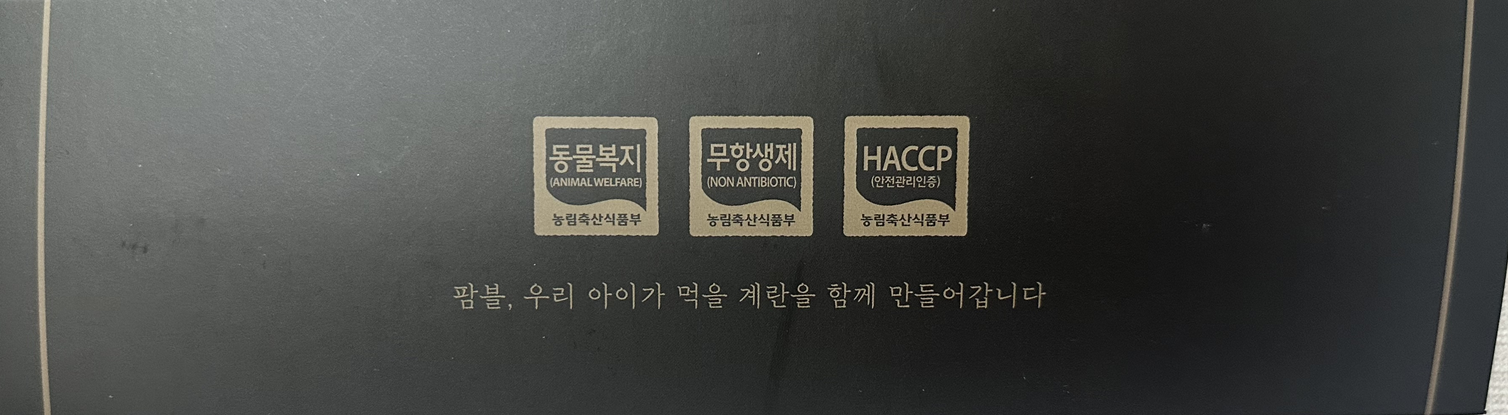 동물복지
(ANIMAL WELFARE)
농림축산식품부
무항생제
(NON ANTIBIOTIC)
농림축산식품부
HACCP
(안전관리인증)
농림축산식품부
팜블, 우리 아이가 먹을 계란을 함께 만들어갑니다